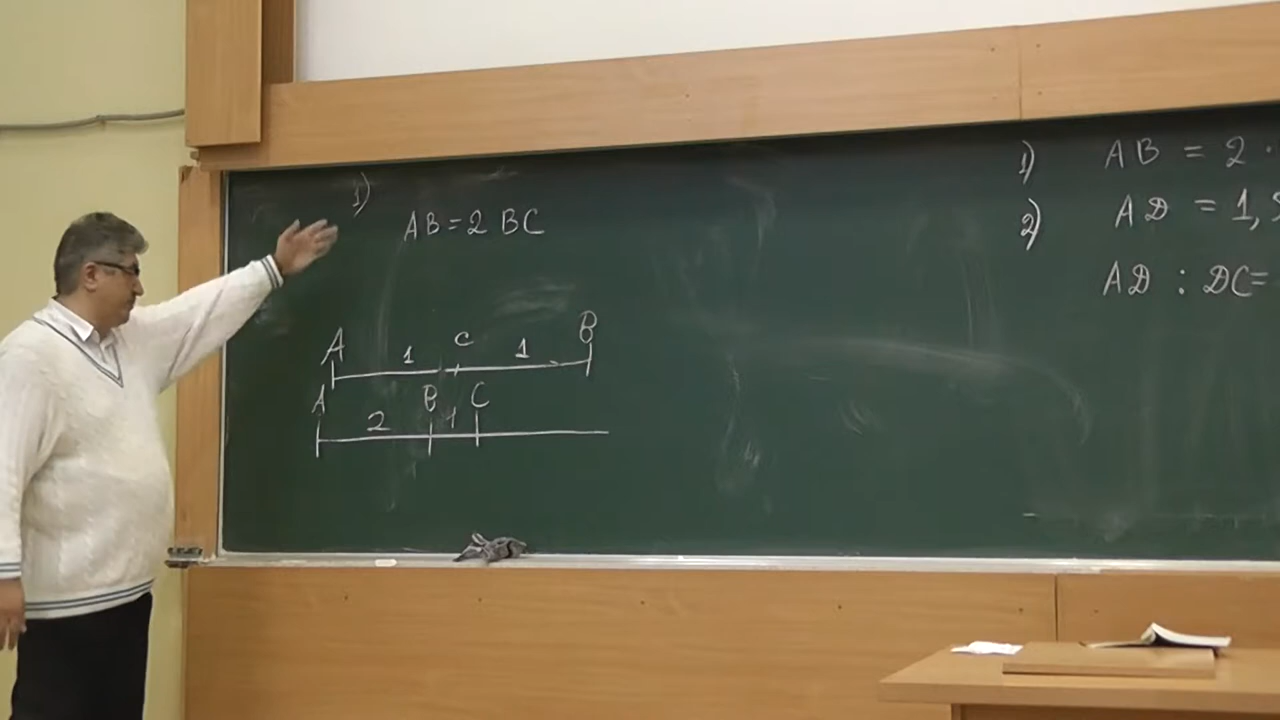 1)
AB = 2 BC
A 1 C 1 B
A 2 B 1 C
1) AB = 2 ·
2) AD = 1,
AD : DC =